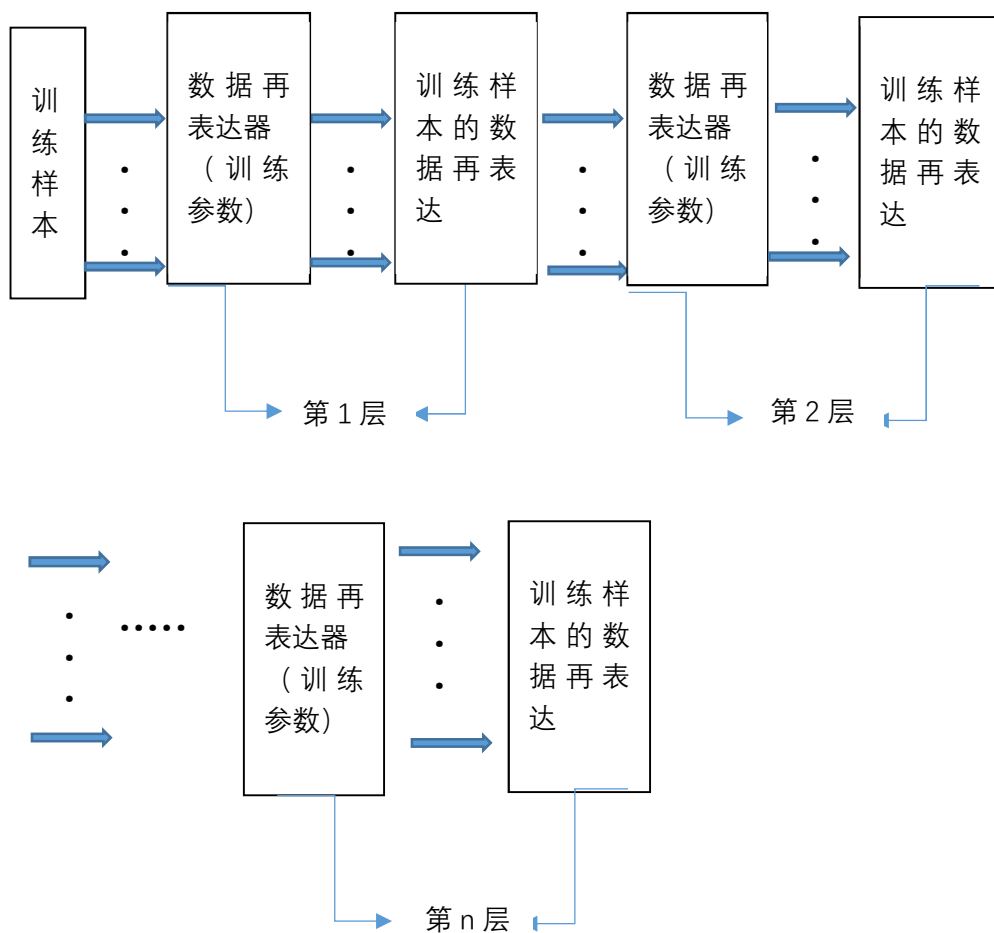 训
练
样
本
数据再
表达器
（训练
参数）
训练样
本的数
据再表
达
数据再
表达器
（训练
参数）
训练样
本的数
据再表
达
第1层
第2层
数据再
表达器
（训练
参数）
训练样
本的数
据再表
达
第n层